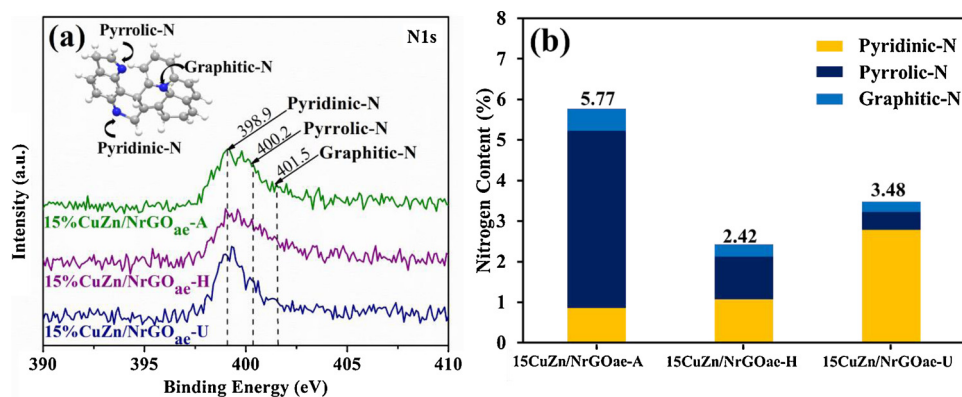 (a)
N1s
Pyrrolic-N
Graphitic-N
Pyridinic-N
398.9
Pyridinic-N
400.2
Pyrrolic-N
401.5
Graphitic-N
15%CuZn/NrGOae-A
15%CuZn/NrGOae-H
15%CuZn/NrGOae-U
Intensity (a.u.)
390 395 400 405 410
Binding Energy (eV)
(b)
Pyridinic-N
Pyrrolic-N
Graphitic-N
Nitrogen Content (%)
8
7
6
5
4
3
2
1
0
5.77
2.42
3.48
15CuZn/NrGOae-A 15CuZn/NrGOae-H 15CuZn/NrGOae-U